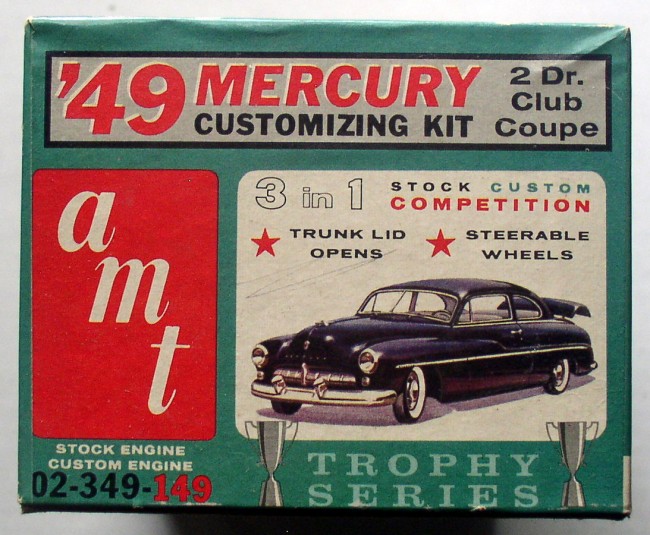 '49 MERCURY
CUSTOMIZING KIT
2 Dr.
Club
Coupe
amt
3 in 1
STOCK CUSTOM
COMPETITION
TRUNK LID
OPENS
STEERABLE
WHEELS
STOCK ENGINE
CUSTOM ENGINE
02-349-149
TROPHY
SERIES